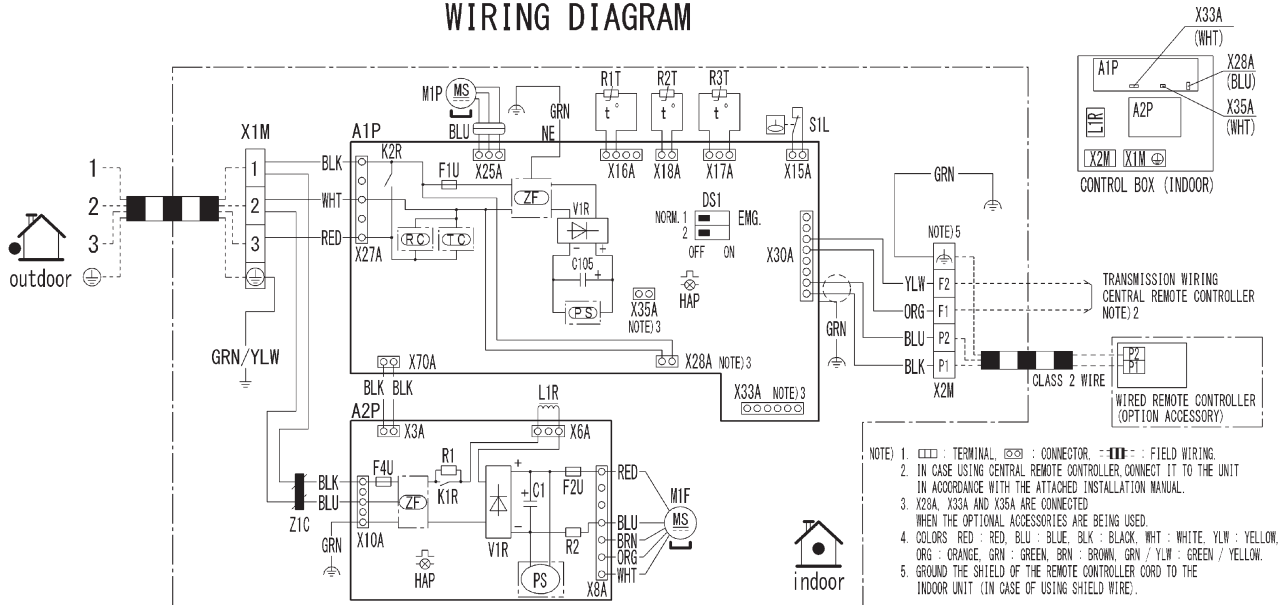 WIRING DIAGRAM
X33A
(WHT)
A1P
X28A
(BLU)
X35A
(WHT)
A2P
L1R
X2M
X1M
CONTROL BOX (INDOOR)
M1P
MS
BLU
GRN
NE
R1T
R2T
R3T
t°
t°
t°
S1L
X25A
X16A
X18A
X17A
X15A
X1M
A1P
1
2
3
outdoor
1
2
3
BLK
WHT
RED
K2R
F1U
ZF
V1R
RC
TC
X27A
C105
PS
DS1
NORM. 1
2
EMG.
OFF ON
HAP
X30A
X35A
NOTE) 3
X28A NOTE) 3
X33A NOTE) 3
GRN
GRN
NOTE) 5
YLW
F2
ORG
F1
BLU
P2
BLK
P1
X2M
TRANSMISSION WIRING
CENTRAL REMOTE CONTROLLER
NOTE) 2
P2
P1
CLASS 2 WIRE
WIRED REMOTE CONTROLLER
(OPTION ACCESSORY)
GRN/YLW
X70A
BLK BLK
A2P
X3A
L1R
X6A
BLK
BLU
Z1C
GRN
X10A
F4U
ZF
R1
K1R
V1R
C1
F2U
R2
PS
HAP
X8A
RED
BLU
BRN
ORG
WHT
M1F
MS
indoor
NOTE) 1. : TERMINAL, : CONNECTOR, : FIELD WIRING.
2. IN CASE USING CENTRAL REMOTE CONTROLLER, CONNECT IT TO THE UNIT
IN ACCORDANCE WITH THE ATTACHED INSTALLATION MANUAL.
3. X28A, X33A AND X35A ARE CONNECTED
WHEN THE OPTIONAL ACCESSORIES ARE BEING USED.
4. COLORS RED : RED, BLU : BLUE, BLK : BLACK, WHT : WHITE, YLW : YELLOW,
ORG : ORANGE, GRN : GREEN, BRN : BROWN, GRN / YLW : GREEN / YELLOW.
5. GROUND THE SHIELD OF THE REMOTE CONTROLLER CORD TO THE
INDOOR UNIT (IN CASE OF USING SHIELD WIRE).